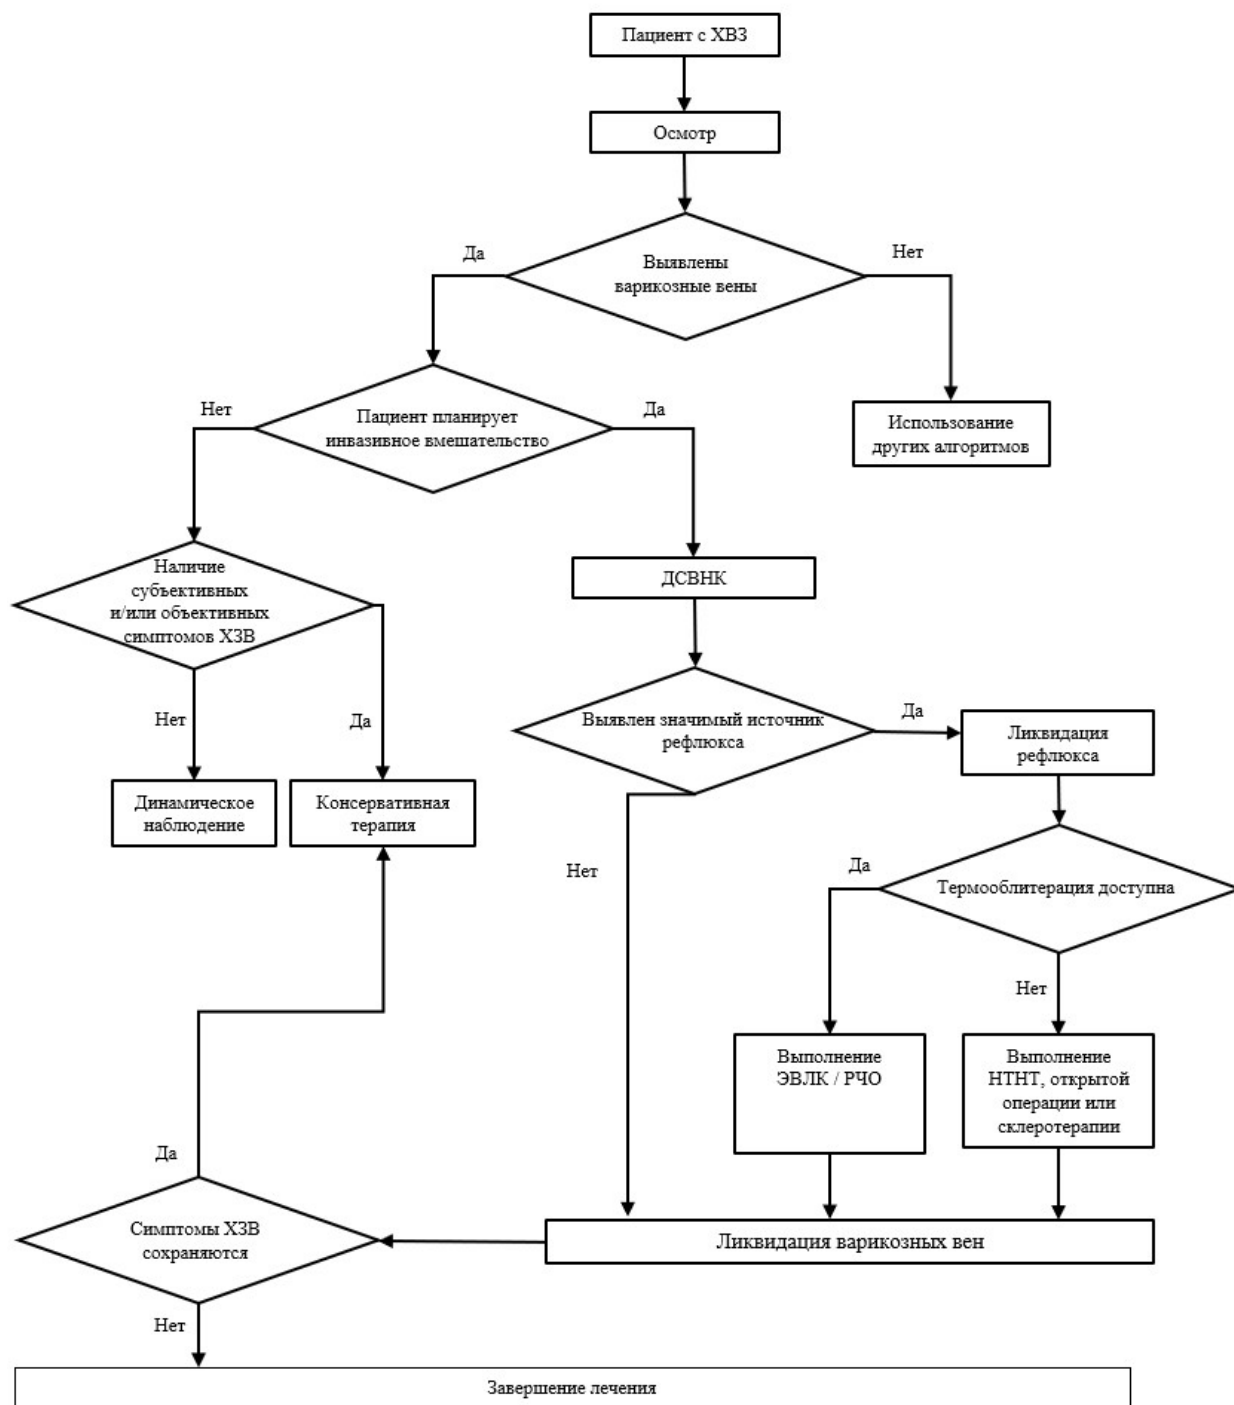 Пациент с ХВЗ
Осмотр
Да
Нет
Выявлены
варикозные вены
Нет
Да
Пациент планирует
инвазивное вмешательство
Использование
других алгоритмов
Наличие
субъективных
и/или объективных
симптомов ХЗВ
ДСВНК
Нет
Да
Выявлен значимый источник
рефлюкса
Да
Ликвидация
рефлюкса
Динамическое
наблюдение
Консервативная
терапия
Нет
Да
Термооблитерация доступна
Нет
Выполнение
ЭВЛК / РЧО
Выполнение
НТНТ, открытой
операции или
склеротерапии
Да
Симптомы ХЗВ
сохраняются
Ликвидация варикозных вен
Нет
Завершение лечения